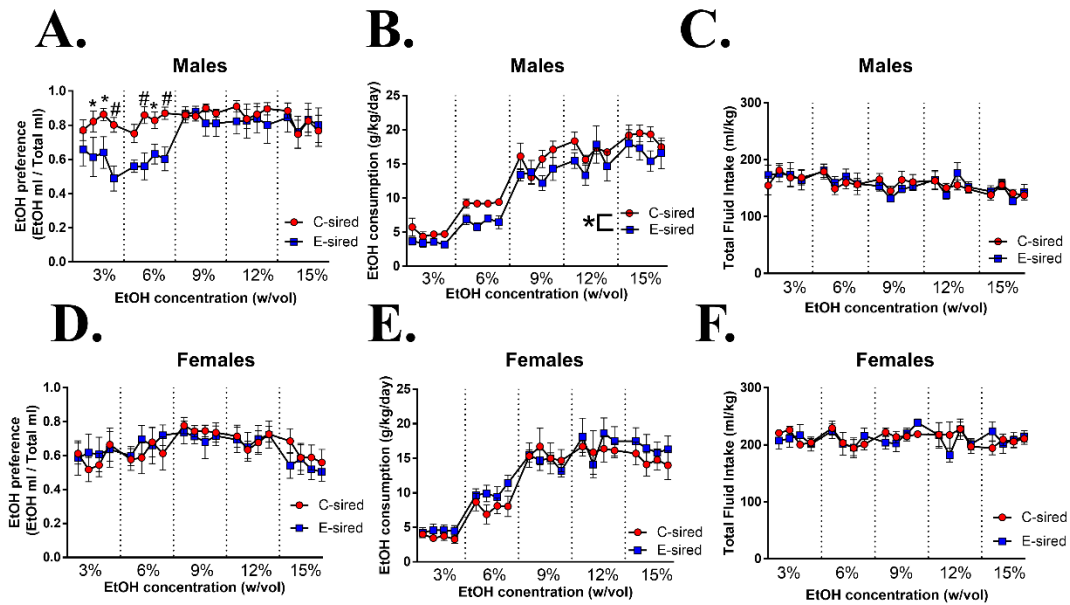 A.
Males
EtOH preference
(EtOH ml / Total ml)
1.0
0.8
0.6
0.4
0.2
0.0
* * # # * #
C-sired
E-sired
3% 6% 9% 12% 15%
EtOH concentration (w/vol)
B.
Males
EtOH consumption (g/kg/day)
25
20
15
10
5
0
*
C-sired
E-sired
3% 6% 9% 12% 15%
EtOH concentration (w/vol)
C.
Males
Total Fluid Intake (ml/kg)
300
200
100
0
C-sired
E-sired
3% 6% 9% 12% 15%
EtOH concentration (w/vol)
D.
Females
EtOH preference
(EtOH ml / Total ml)
1.0
0.8
0.6
0.4
0.2
0.0
C-sired
E-sired
3% 6% 9% 12% 15%
EtOH concentration (w/vol)
E.
Females
EtOH consumption (g/kg/day)
25
20
15
10
5
0
C-sired
E-sired
3% 6% 9% 12% 15%
EtOH concentration (w/vol)
F.
Females
Total Fluid Intake (ml/kg)
300
200
100
0
C-sired
E-sired
3% 6% 9% 12% 15%
EtOH concentration (w/vol)